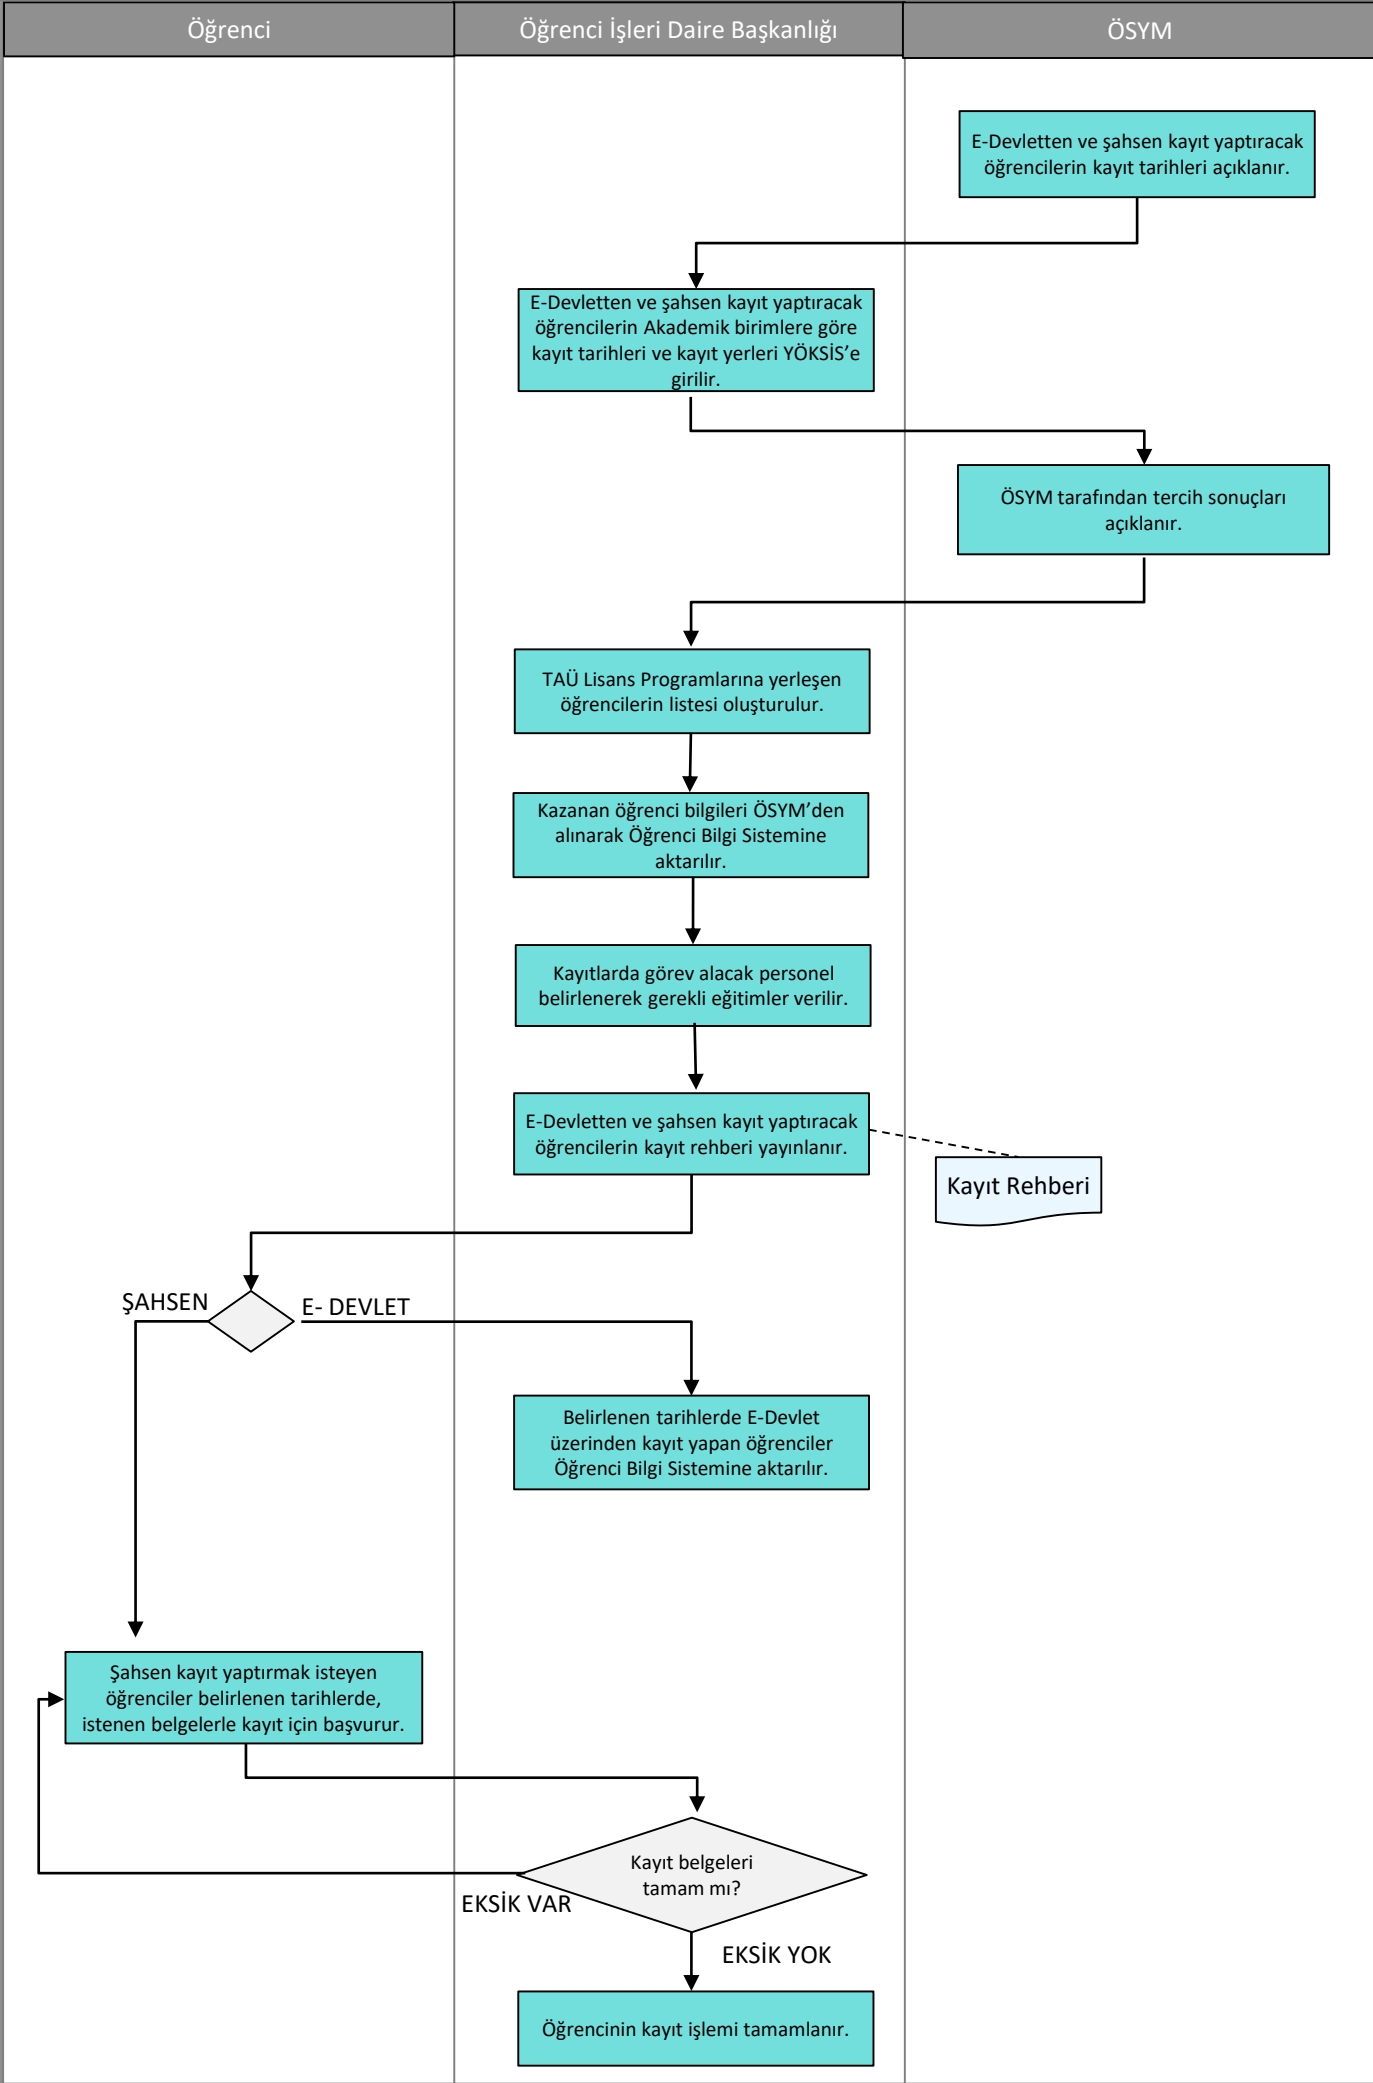 Öğrenci
Öğrenci İşleri Daire Başkanlığı
ÖSYM
E-Devletten ve şahsen kayıt yaptıracak
öğrencilerin kayıt tarihleri açıklanır.
E-Devletten ve şahsen kayıt yaptıracak
öğrencilerin Akademik birimlere göre
kayıt tarihleri ve kayıt yerleri YÖKSİS’e
girilir.
ÖSYM tarafından tercih sonuçları
açıklanır.
TAÜ Lisans Programlarına yerleşen
öğrencilerin listesi oluşturulur.
Kazanan öğrenci bilgileri ÖSYM’den
alınarak Öğrenci Bilgi Sistemine
aktarılır.
Kayıtlarda görev alacak personel
belirlenerek gerekli eğitimler verilir.
E-Devletten ve şahsen kayıt yaptıracak
öğrencilerin kayıt rehberi yayınlanır.
Kayıt Rehberi
ŞAHSEN
E- DEVLET
Belirlenen tarihlerde E-Devlet
üzerinden kayıt yapan öğrenciler
Öğrenci Bilgi Sistemine aktarılır.
Şahsen kayıt yaptırmak isteyen
öğrenciler belirlenen tarihlerde,
istenen belgelerle kayıt için başvurur.
Kayıt belgeleri
tamam mı?
EKSİK VAR
EKSİK YOK
Öğrencinin kayıt işlemi tamamlanır.